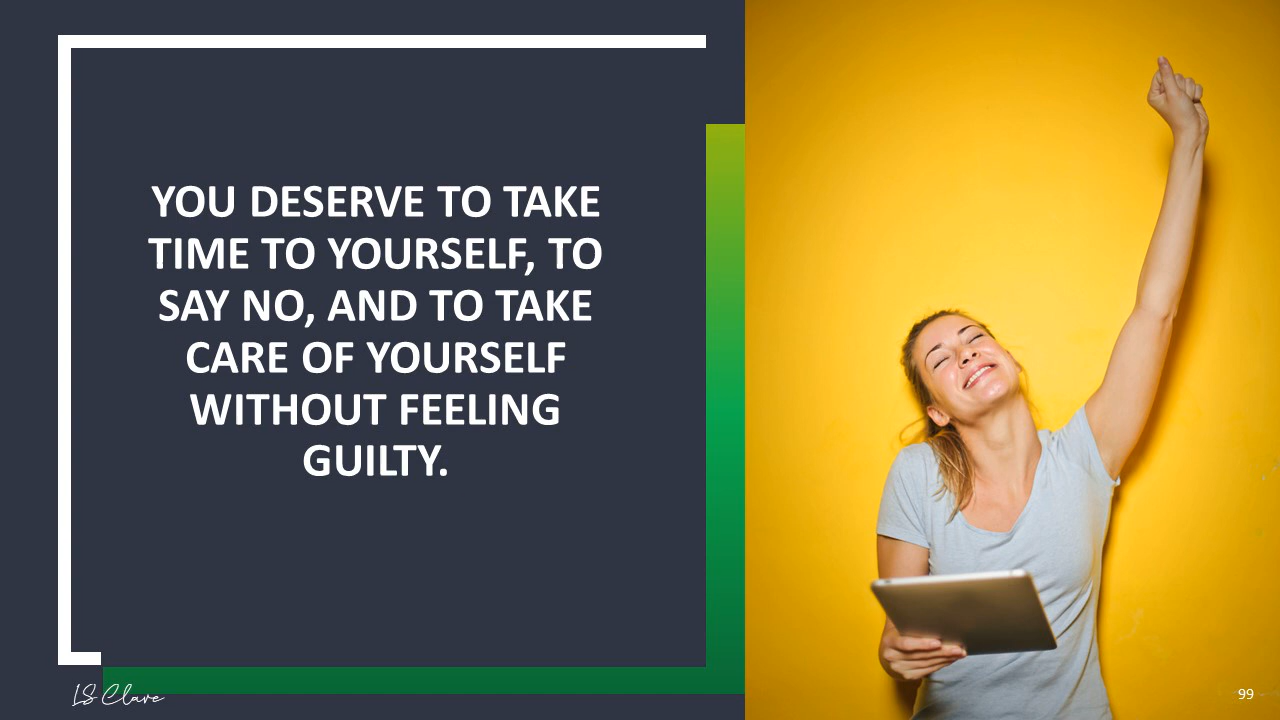 YOU DESERVE TO TAKE
TIME TO YOURSELF, TO
SAY NO, AND TO TAKE
CARE OF YOURSELF
WITHOUT FEELING
GUILTY.
LS Clave
99